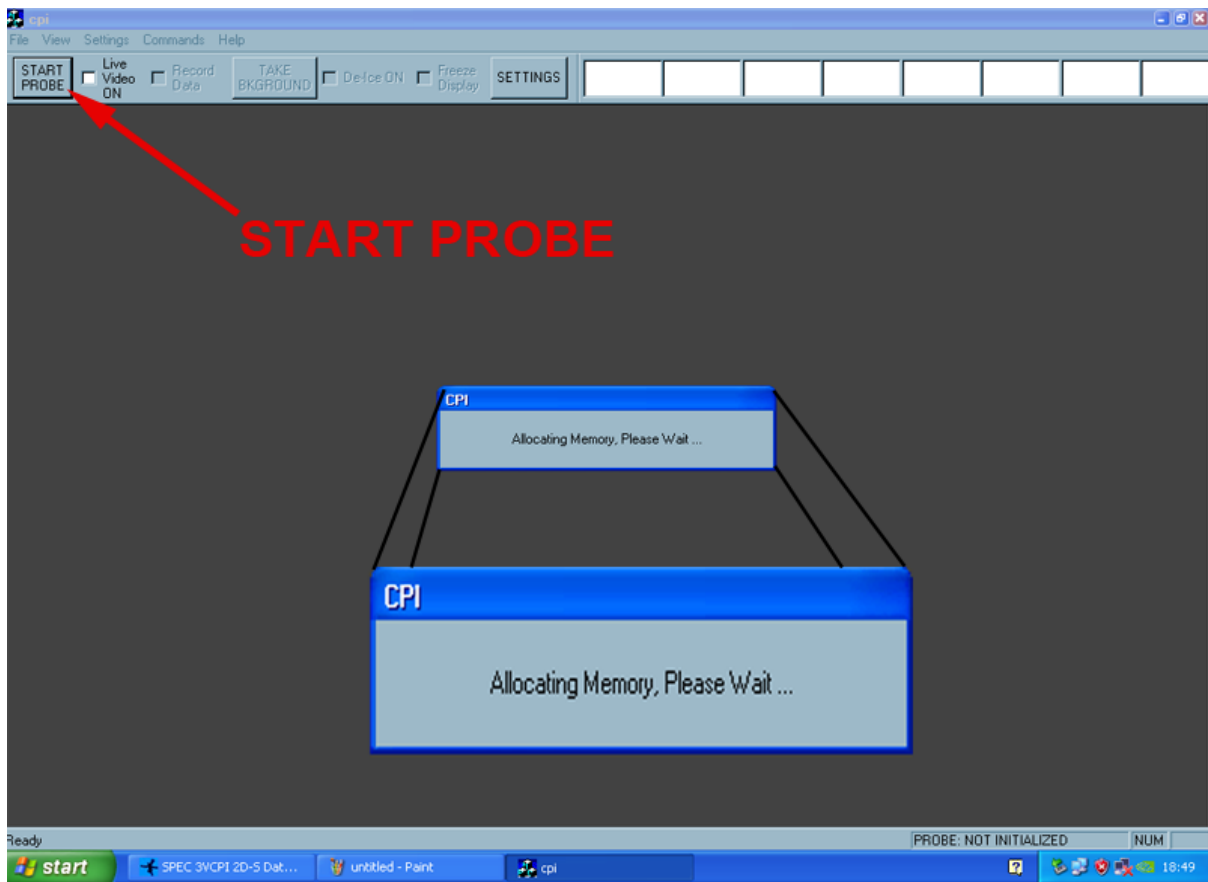 cpi
File View Settings Commands Help
START PROBE
Live Video ON
Record Data
TAKE BKGROUND
De-Ice ON
Freeze Display
SETTINGS
START PROBE
CPI
Allocating Memory, Please Wait ...
CPI
Allocating Memory, Please Wait ...
Ready
PROBE: NOT INITIALIZED
NUM
start
SPEC 3VCPI 2D-S Dat...
untitled - Paint
cpi
18:49